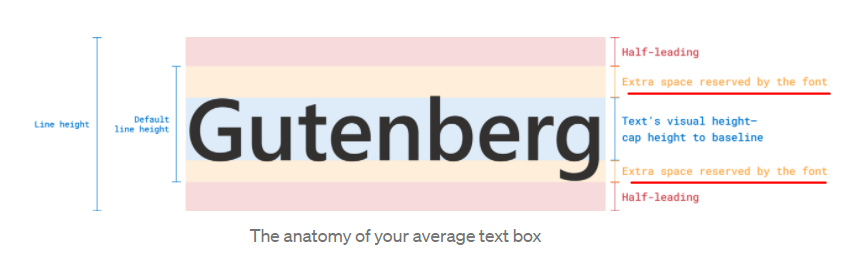 Half-leading
Extra space reserved by the font
Line height
Default
line height
Gutenberg
Text's visual height—
cap height to baseline
Extra space reserved by the font
Half-leading
The anatomy of your average text box